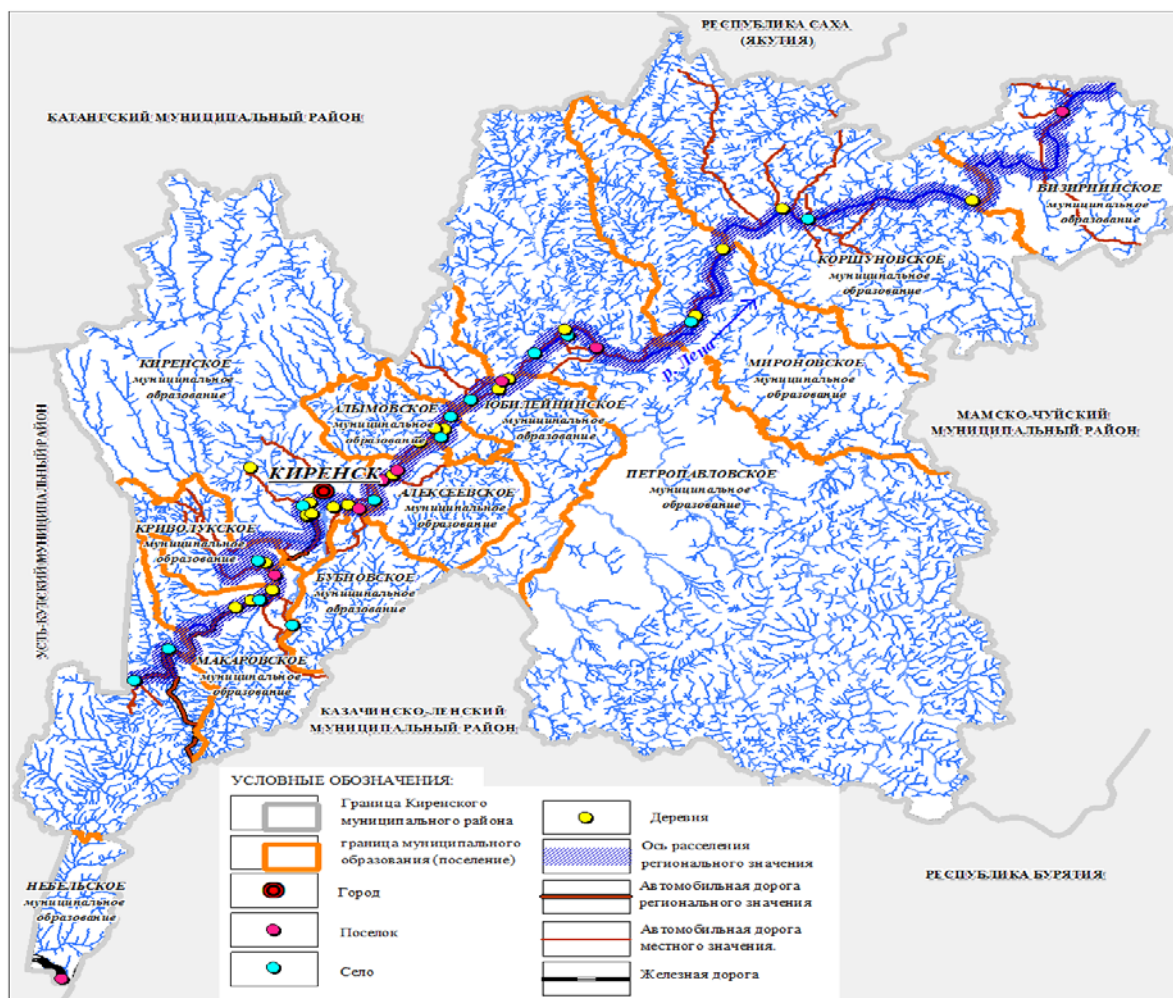 РЕСПУБЛИКА САХА
(ЯКУТИЯ)
КАТАНГСКИЙ МУНИЦИПАЛЬНЫЙ РАЙОН
ВИЗИРНИНСКОЕ
муниципальное
образование
КОРШУНОВСКОЕ
муниципальное
образование
р. Лена
КИРЕНСКОЕ
муниципальное
образование
МИРОНОВСКОЕ
муниципальное
образование
АЛЫМОВСКОЕ
муниципальное
образование
ЮБИЛЕЙНИНСКОЕ
муниципальное
образование
МАМСКО-ЧУЙСКИЙ
МУНИЦИПАЛЬНЫЙ РАЙОН
УСТЬ-КУТСКИЙ МУНИЦИПАЛЬНЫЙ РАЙОН
КИРЕНСК
ПЕТРОПАВЛОВСКОЕ
муниципальное
образование
АЛЕКСЕЕВСКОЕ
муниципальное
образование
КРИВОЛУКСКОЕ
муниципальное
образование
БУБНОВСКОЕ
муниципальное
образование
МАКАРОВСКОЕ
муниципальное
образование
КАЗАЧИНСКО-ЛЕНСКИЙ
МУНИЦИПАЛЬНЫЙ РАЙОН
НЕБЕЛЬСКОЕ
муниципальное
образование
РЕСПУБЛИКА БУРЯТИЯ
УСЛОВНЫЕ ОБОЗНАЧЕНИЯ:
Граница Киренского
муниципального района
граница муниципального
образования (поселение)
Город
Поселок
Село
Деревня
Ось расселения
регионального значения
Автомобильная дорога
регионального значения
Автомобильная дорога
местного значения.
Железная дорога